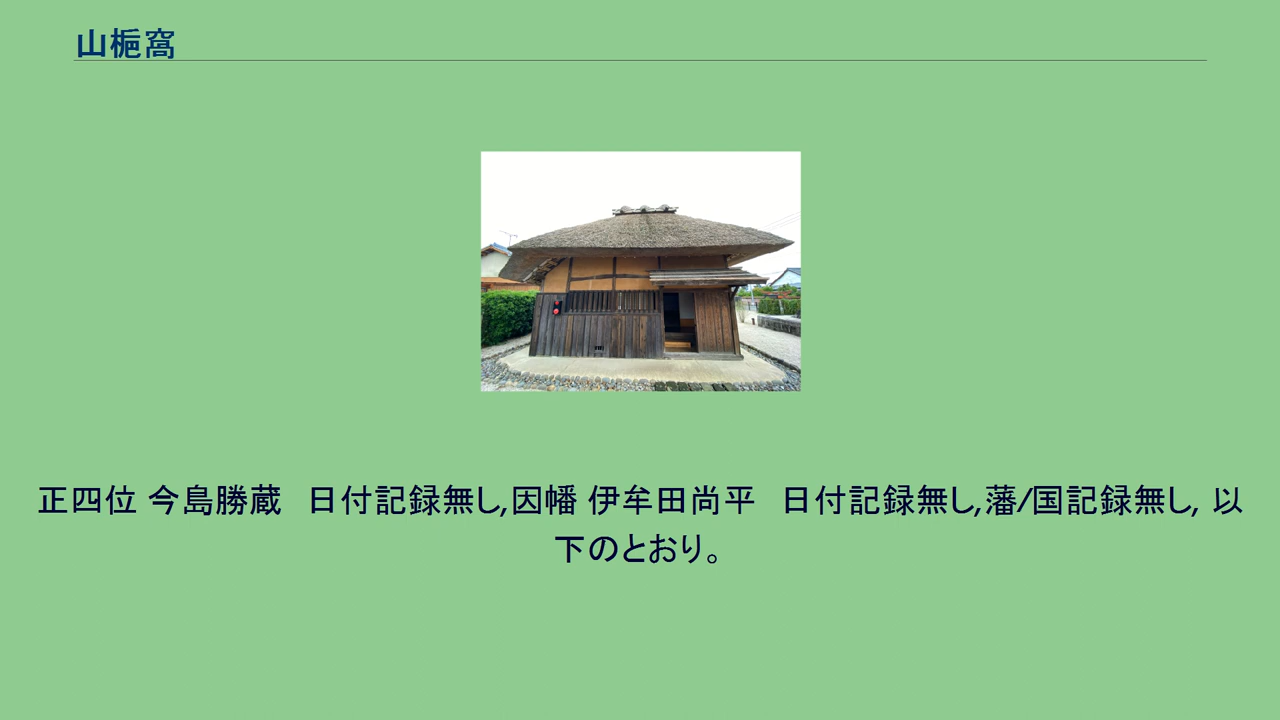 山梔窩
正四位 今島勝蔵　日付記録無し,因幡 伊牟田尚平　日付記録無し,藩/国記録無し, 以
下のとおり。